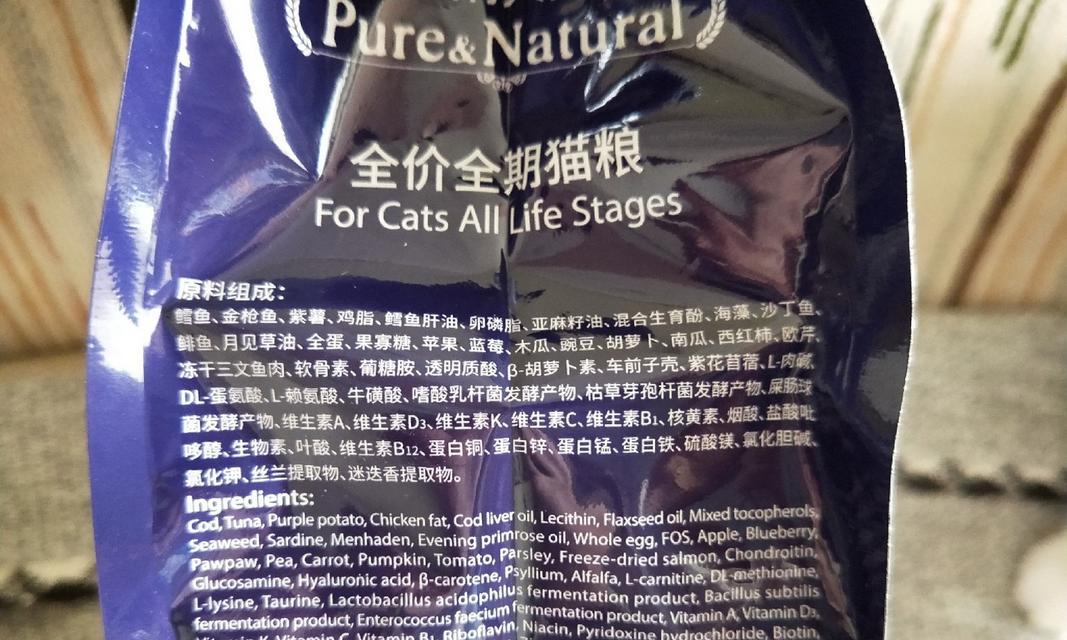 Pure&Natural
全价全期猫粮
For Cats All Life Stages
原料组成：
鳕鱼、金枪鱼、紫薯、鸡脂、鳕鱼肝油、卵磷脂、亚麻籽油、混合生育酚、海藻、沙丁鱼、
鲱鱼、月见草油、全蛋、果寡糖、苹果、蓝莓、木瓜、豌豆、胡萝卜、南瓜、西红柿、欧芹、
冻干三文鱼肉、软骨素、葡糖胺、透明质酸、β-胡萝卜素、车前子壳、紫花苜蓿、L-肉碱、
DL-蛋氨酸、L-赖氨酸、牛磺酸、嗜酸乳杆菌发酵产物、枯草芽孢杆菌发酵产物、屎肠球
菌发酵产物、维生素A、维生素D₃、维生素K、维生素C、维生素B₁、核黄素、烟酸、盐酸吡
哆醇、生物素、叶酸、维生素B₁₂、蛋白铜、蛋白锌、蛋白锰、蛋白铁、硫酸镁、氯化胆碱、
氯化钾、丝兰提取物、迷迭香提取物。
Ingredients:
Cod,Tuna, Purple potato, Chicken fat, Cod liver oil, Lecithin, Flaxseed oil, Mixed tocopherols,
Seaweed, Sardine, Menhaden, Evening primrose oil, Whole egg, FOS, Apple, Blueberry,
Pawpaw, Pea, Carrot, Pumpkin, Tomato, Parsley, Freeze-dried salmon, Chondroitin,
Glucosamine, Hyaluronic acid, β-carotene, Psyllium, Alfalfa, L-carnitine, DL-methionine,
L-lysine, Taurine, Lactobacillus acidophilus fermentation product, Bacillus subtilis
fermentation product, Enterococcus faecium fermentation product, Vitamin A, Vitamin D₃,
Vitamin K, Vitamin C, Vitamin B₁, Riboflavin, Niacin, Pyridoxine hydrochloride, Biotin,